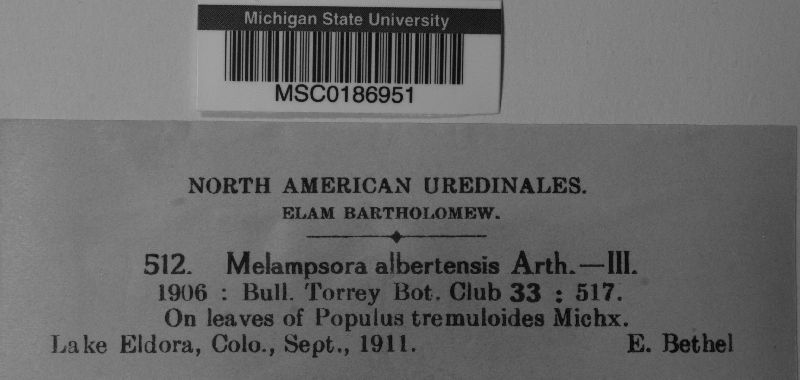 Michigan State University
MSC0186951
NORTH AMERICAN UREDINALES.
ELAM BARTHOLOMEW.
512. Melampsora albertensis Arth.—III.
1906 : Bull. Torrey Bot. Club 33 : 517.
On leaves of Populus tremuloides Michx.
Lake Eldora, Colo., Sept., 1911. E. Bethel